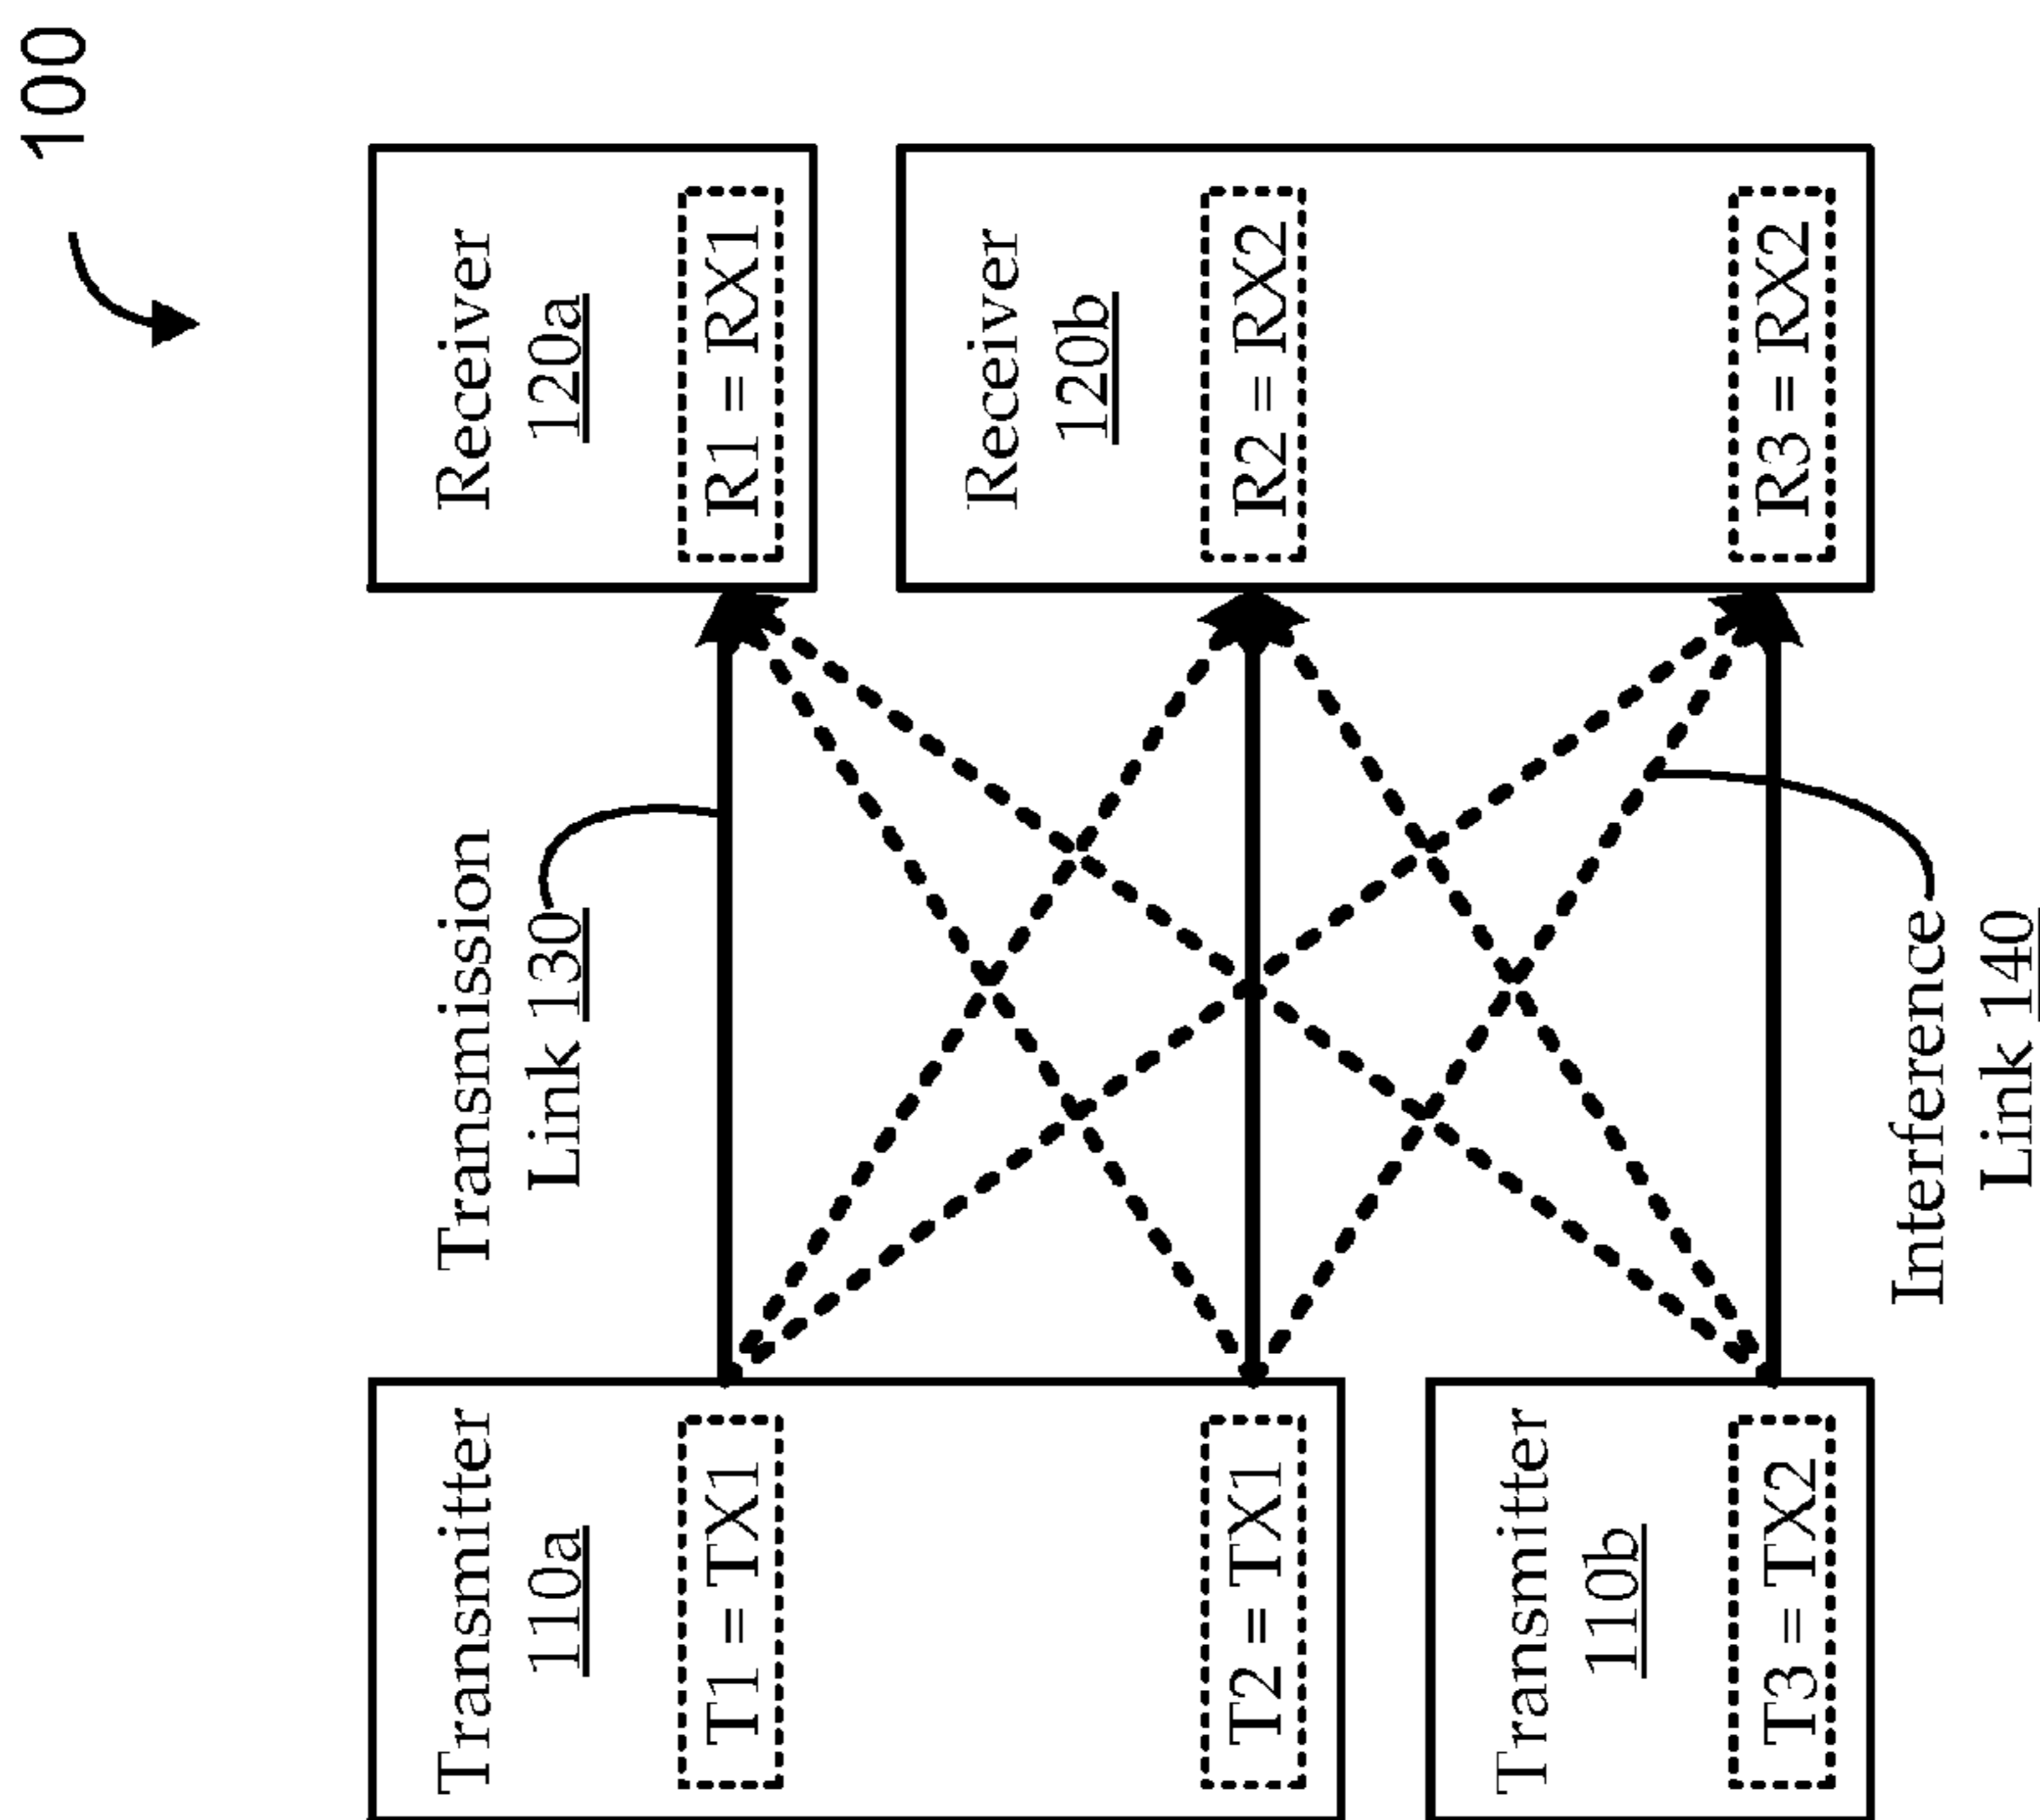 100
Transmitter
110a
T1 = TX1
T2 = TX1
Transmitter
110b
T3 = TX2
Transmission
Link 130
Interference
Link 140
Receiver
120a
R1 = RX1
Receiver
120b
R2 = RX2
R3 = RX2